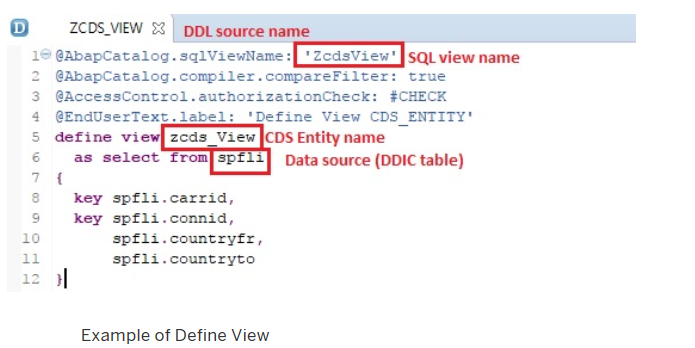 D ZCDS_VIEW DDL source name
1 @AbapCatalog.sqlViewName: 'ZcdsView' SQL view name
2 @AbapCatalog.compiler.compareFilter: true
3 @AccessControl.authorizationCheck: #CHECK
4 @EndUserText.label: 'Define View CDS_ENTITY'
5 define view zcds_View CDS Entity name
6 as select from spfli Data source (DDIC table)
7 {
8 key spfli.carrid,
9 key spfli.connid,
10 spfli.countryfr,
11 spfli.countryto
12 }
Example of Define View